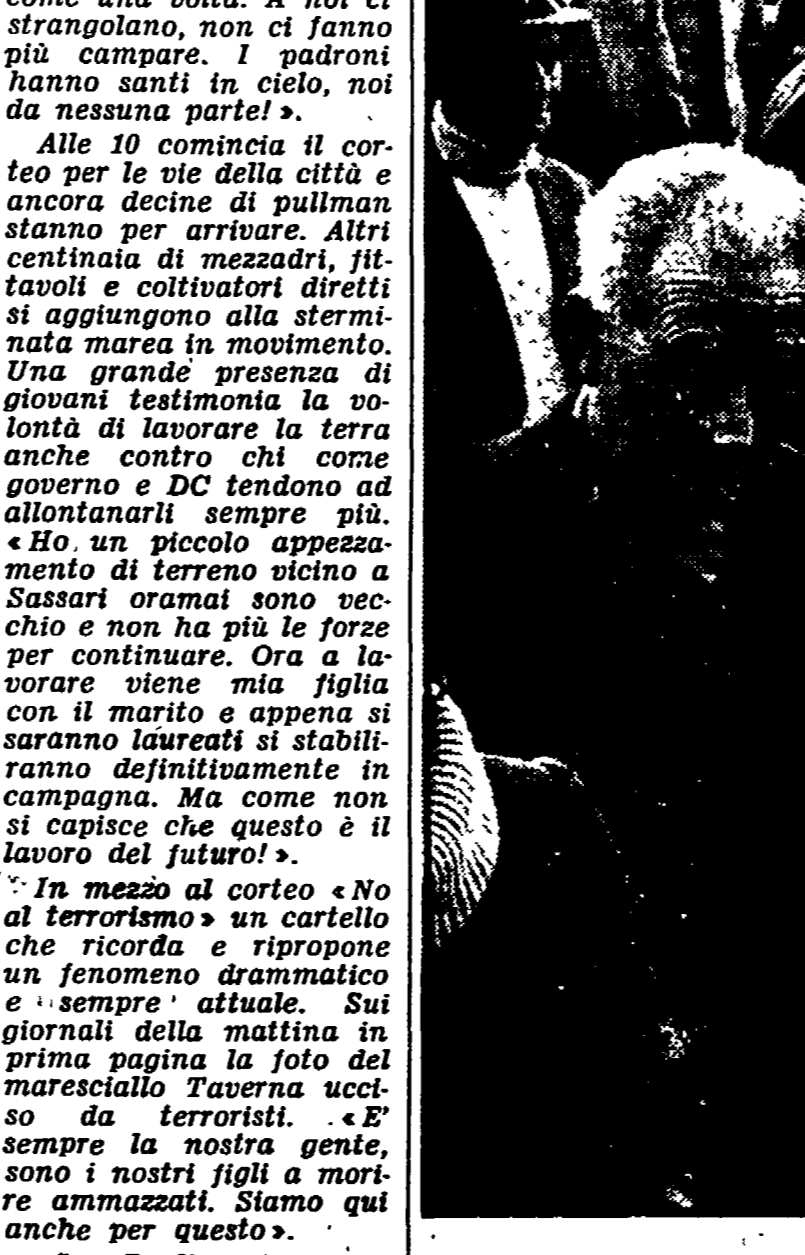 come una volta. A noi ci
strangolano, non ci fanno
più campare. I padroni
hanno santi in cielo, noi
da nessuna parte! ».
Alle 10 comincia il cor-
teo per le vie della città e
ancora decine di pullman
stanno per arrivare. Altri
centinaia di mezzadri, fit-
tavoli e coltivatori diretti
si aggiungono alla stermi-
nata marea in movimento.
Una grande presenza di
giovani testimonia la vo-
lontà di lavorare la terra
anche contro chi come
governo e DC tendono ad
allontanarli sempre più.
« Ho un piccolo appezza-
mento di terreno vicino a
Sassari oramai sono vec-
chio e non ha più le forze
per continuare. Ora a la-
vorare viene mia figlia
con il marito e appena si
saranno laureati si stabili-
ranno definitivamente in
campagna. Ma come non
si capisce che questo è il
lavoro del futuro! ».
In mezzo al corteo « No
al terrorismo » un cartello
che ricorda e ripropone
un fenomeno drammatico
e sempre attuale. Sui
giornali della mattina in
prima pagina la foto del
maresciallo Taverna ucci-
so da terroristi. « E'
sempre la nostra gente,
sono i nostri figli a mori-
re ammazzati. Siamo qui
anche per questo ».